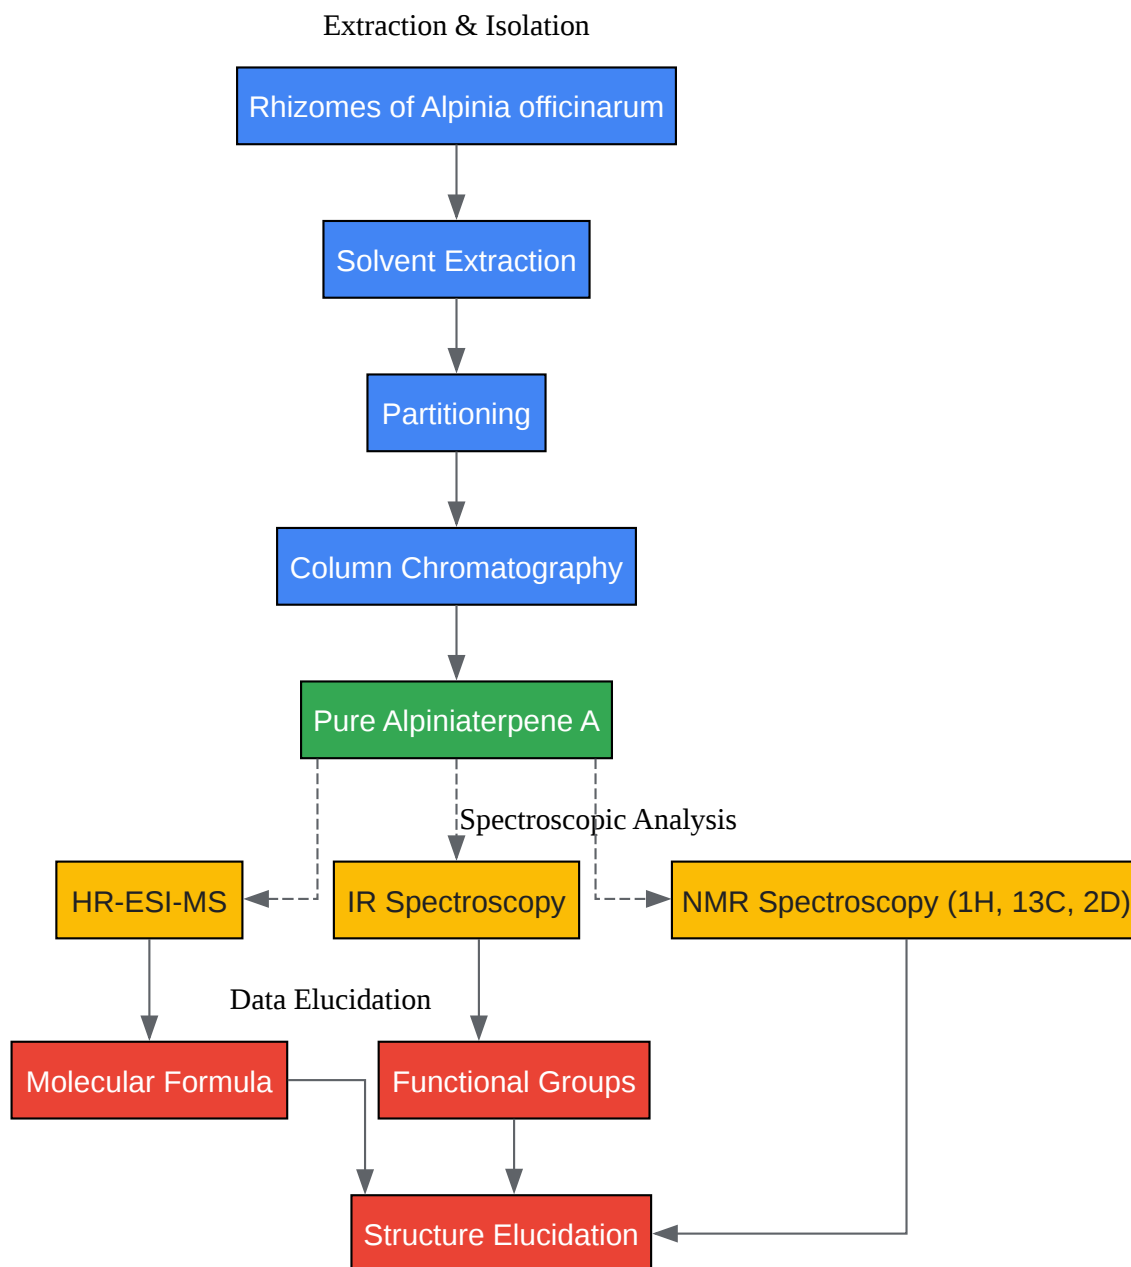 Extraction & Isolation
Rhizomes of Alpinia officinarum
Solvent Extraction
Partitioning
Column Chromatography
Pure Alpiniaterpene A
Spectroscopic Analysis
HR-ESI-MS
IR Spectroscopy
NMR Spectroscopy (1H, 13C, 2D)
Data Elucidation
Molecular Formula
Functional Groups
Structure Elucidation